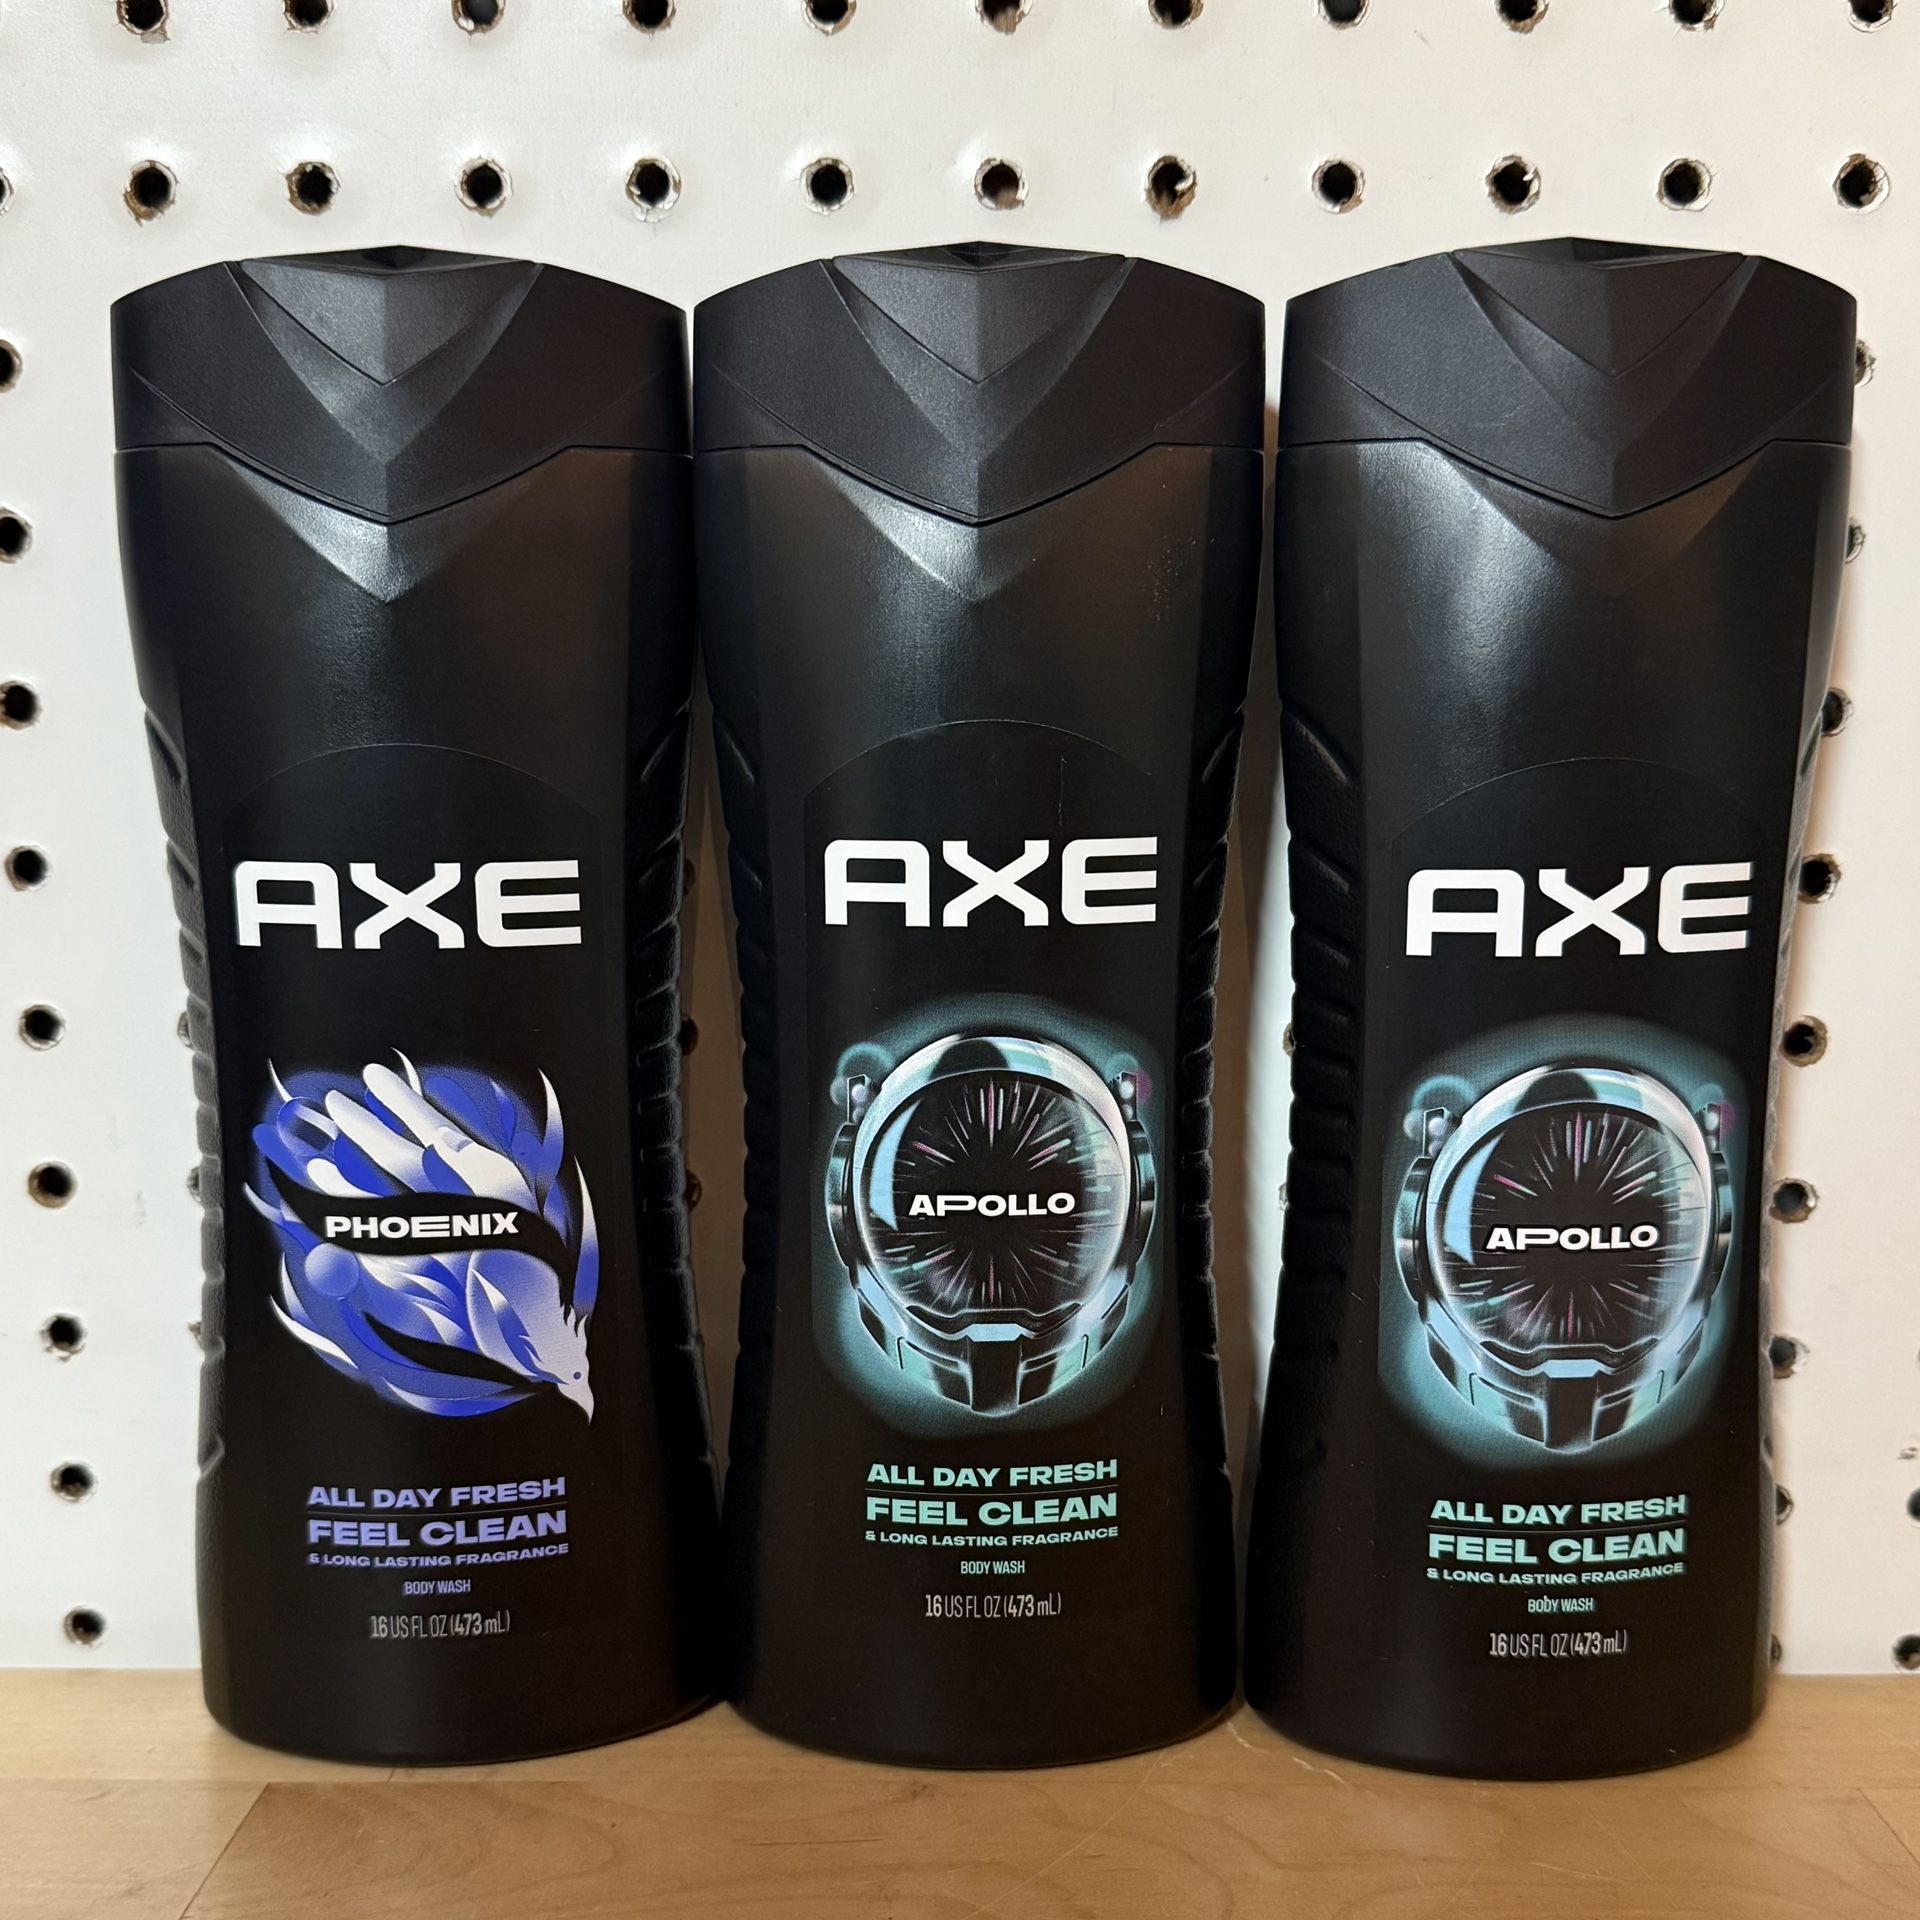 AXE
PHOENIX
ALL DAY FRESH
FEEL CLEAN
& LONG LASTING FRAGRANCE
BODY WASH
16 US FL OZ (473 mL)
AXE
APOLLO
ALL DAY FRESH
FEEL CLEAN
& LONG LASTING FRAGRANCE
BODY WASH
16 US FL OZ (473 mL)
AXE
APOLLO
ALL DAY FRESH
FEEL CLEAN
& LONG LASTING FRAGRANCE
BODY WASH
16 US FL OZ (473 mL)